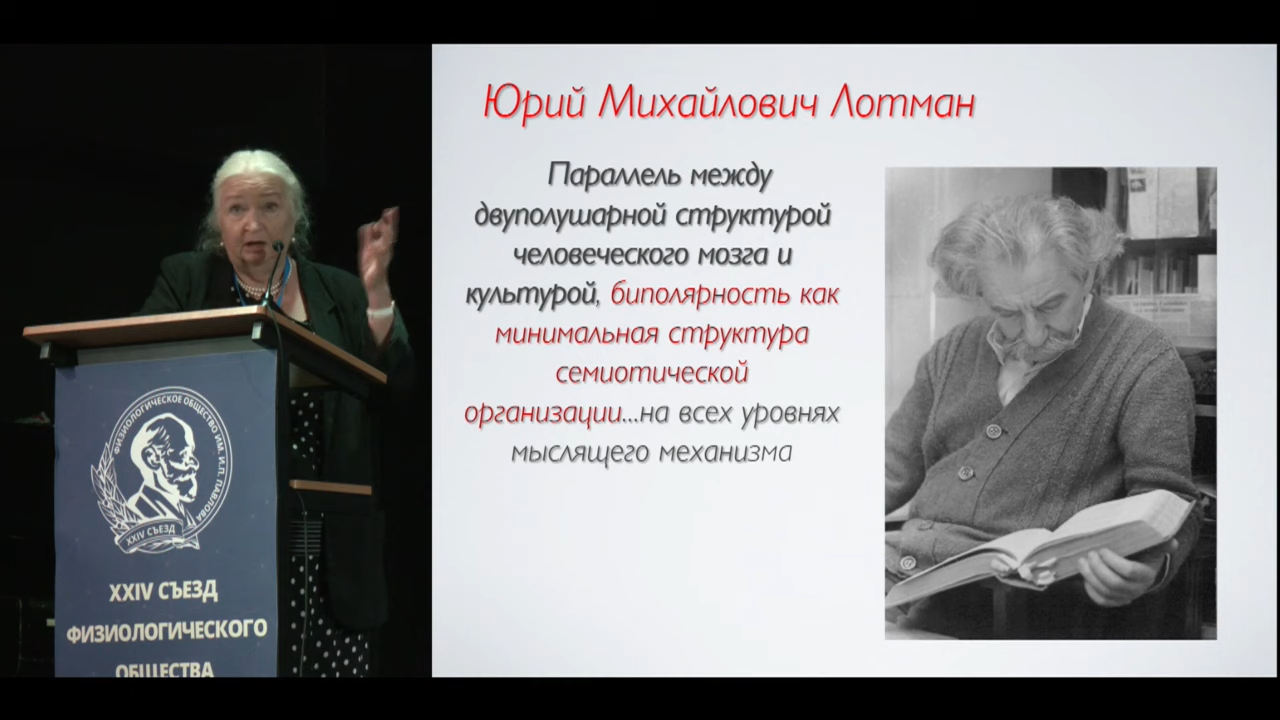 Юрий Михайлович Лотман
Параллель между
двуполушарной структурой
человеческого мозга и
культурой, биполярность как
минимальная структура
семиотической
организации...на всех уровнях
мыслящего механизма
ФИЗИОЛОГИЧЕСКОЕ ОБЩЕСТВО ИМ. И.П. ПАВЛОВА
XXIV СЪЕЗД
XXIV СЪЕЗД
ФИЗИОЛОГИЧЕСКОГО
ОБЩЕСТВА